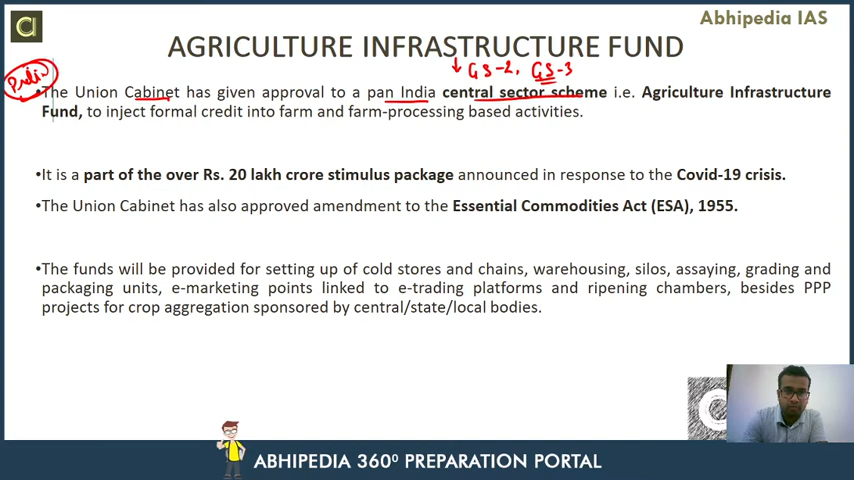 Abhipedia IAS
a
AGRICULTURE INFRASTRUCTURE FUND
GS-2, GS-3
Preli
•The Union Cabinet has given approval to a pan India central sector scheme i.e. Agriculture Infrastructure
Fund, to inject formal credit into farm and farm-processing based activities.
•It is a part of the over Rs. 20 lakh crore stimulus package announced in response to the Covid-19 crisis.
•The Union Cabinet has also approved amendment to the Essential Commodities Act (ESA), 1955.
•The funds will be provided for setting up of cold stores and chains, warehousing, silos, assaying, grading and
packaging units, e-marketing points linked to e-trading platforms and ripening chambers, besides PPP
projects for crop aggregation sponsored by central/state/local bodies.
ABHIPEDIA 360⁰ PREPARATION PORTAL